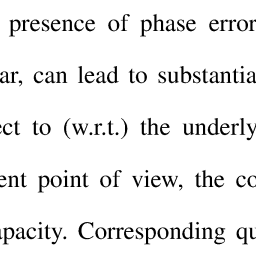 presence of phase error
ar, can lead to substantia
ect to (w.r.t.) the underly
ent point of view, the co
apacity. Corresponding qu